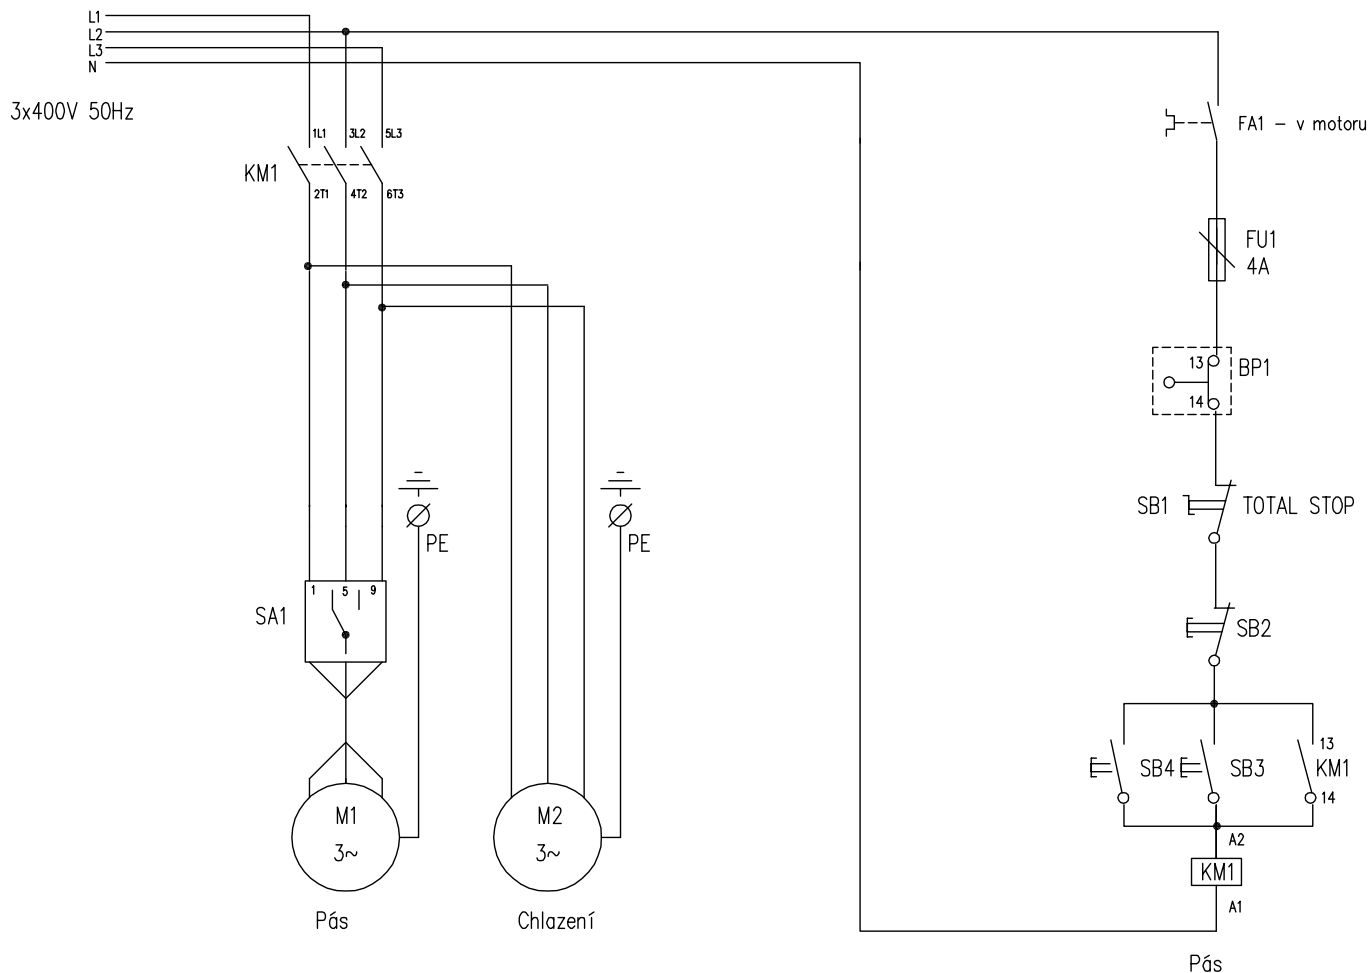 L1
L2
L3
N
3x400V 50Hz
1L1 3L2 5L3
KM1
2T1 4T2 6T3
FA1 – v motoru
FU1
4A
13
BP1
14
SB1
TOTAL STOP
PE
PE
1 5 9
SA1
SB2
13
SB4
SB3
KM1
14
M1
3~
M2
3~
A2
KM1
A1
Pás
Chlazení
Pás